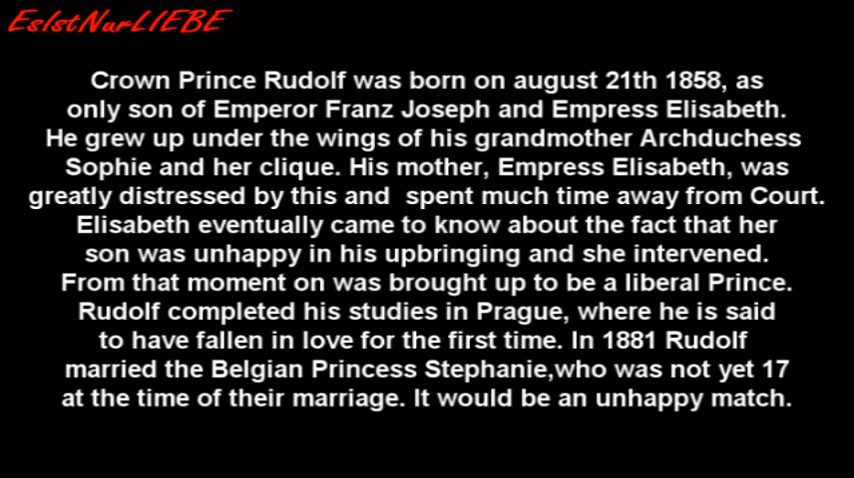 EsIstNurLIEBE
Crown Prince Rudolf was born on august 21th 1858, as
only son of Emperor Franz Joseph and Empress Elisabeth.
He grew up under the wings of his grandmother Archduchess
Sophie and her clique. His mother, Empress Elisabeth, was
greatly distressed by this and  spent much time away from Court.
Elisabeth eventually came to know about the fact that her
son was unhappy in his upbringing and she intervened.
From that moment on was brought up to be a liberal Prince.
Rudolf completed his studies in Prague, where he is said
to have fallen in love for the first time. In 1881 Rudolf
married the Belgian Princess Stephanie,who was not yet 17
at the time of their marriage. It would be an unhappy match.